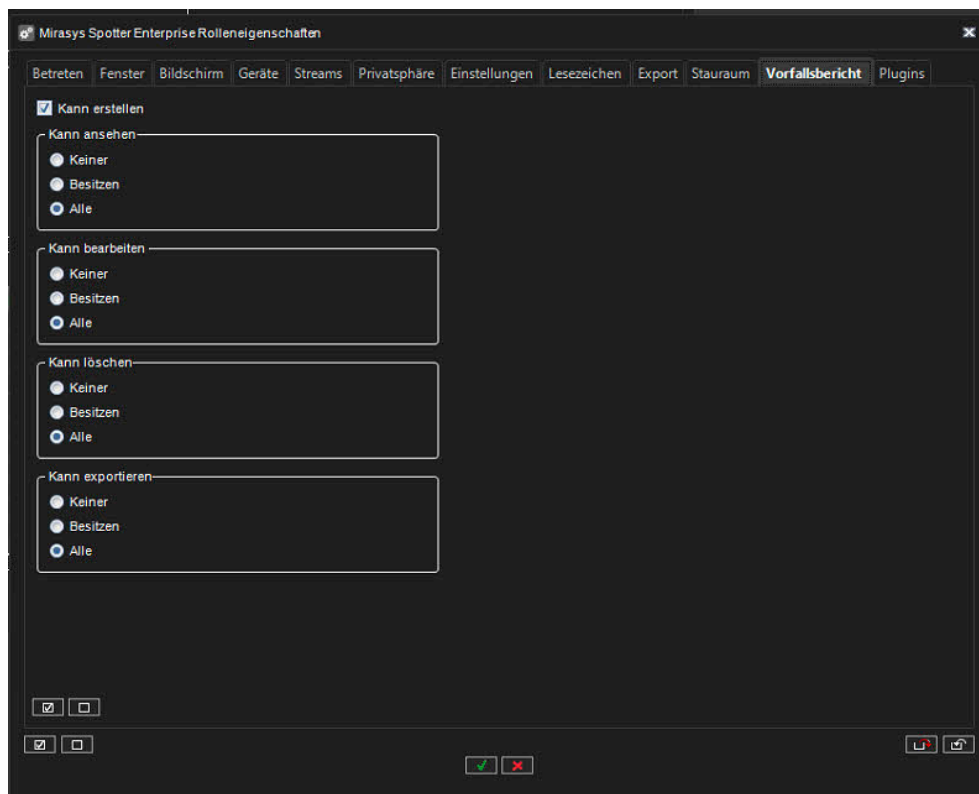 Mirasys Spotter Enterprise Rolleneigenschaften
Betreten Fenster Bildschirm Geräte Streams Privatsphäre Einstellungen Lesezeichen Export Stauraum Vorfallsbericht Plugins
Kann erstellen
Kann ansehen
Keiner
Besitzen
Alle
Kann bearbeiten
Keiner
Besitzen
Alle
Kann löschen
Keiner
Besitzen
Alle
Kann exportieren
Keiner
Besitzen
Alle